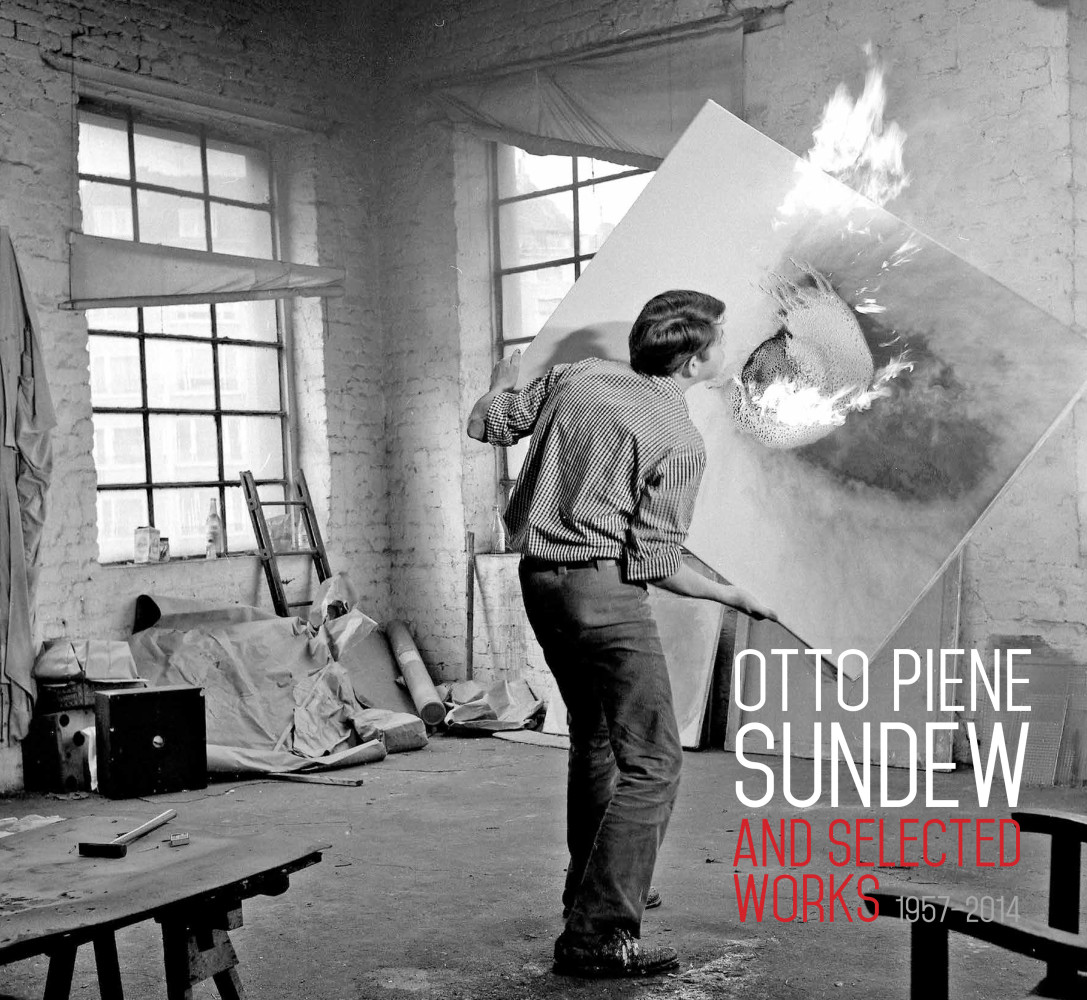 OTTO PIENE
SUNDEW
AND SELECTED
WORKS 1957–2014